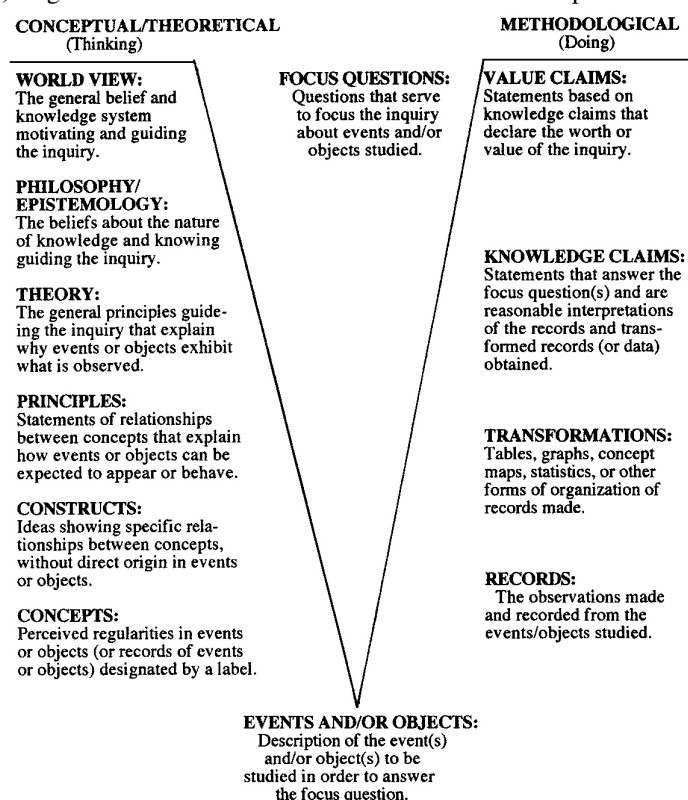 CONCEPTUAL/THEORETICAL
(Thinking)
WORLD VIEW:
The general belief and
knowledge system
motivating and guiding
the inquiry.
PHILOSOPHY/
EPISTEMOLOGY:
The beliefs about the nature
of knowledge and knowing
guiding the inquiry.
THEORY:
The general principles guide-
ing the inquiry that explain
why events or objects exhibit
what is observed.
PRINCIPLES:
Statements of relationships
between concepts that explain
how events or objects can be
expected to appear or behave.
CONSTRUCTS:
Ideas showing specific rela-
tionships between concepts,
without direct origin in events
or objects.
CONCEPTS:
Perceived regularities in events
or objects (or records of events
or objects) designated by a label.
FOCUS QUESTIONS:
Questions that serve
to focus the inquiry
about events and/or
objects studied.
METHODOLOGICAL
(Doing)
VALUE CLAIMS:
Statements based on
knowledge claims that
declare the worth or
value of the inquiry.
KNOWLEDGE CLAIMS:
Statements that answer the
focus question(s) and are
reasonable interpretations
of the records and trans-
formed records (or data)
obtained.
TRANSFORMATIONS:
Tables, graphs, concept
maps, statistics, or other
forms of organization of
records made.
RECORDS:
The observations made
and recorded from the
events/objects studied.
EVENTS AND/OR OBJECTS:
Description of the event(s)
and/or object(s) to be
studied in order to answer
the focus question.